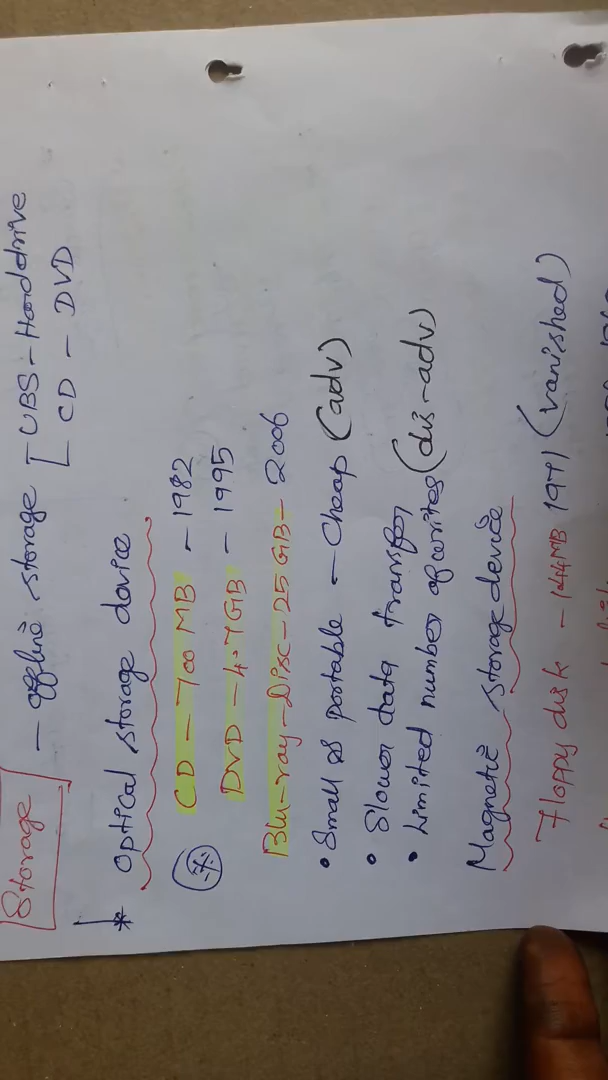 Storage - offline storage - UBS - Harddrive
CD - DVD
* optical storage device
CD - 700 MB - 1982
DVD - 4.7 GB - 1995
Blu-ray-Disc-25 GB - 2006
• Small & portable - Cheap (adv)
• Slower data transfer
• Limited number of writes (dis-adv)
Magnetic storage device
Floppy disk - 1.44MB 1971 (vanished)